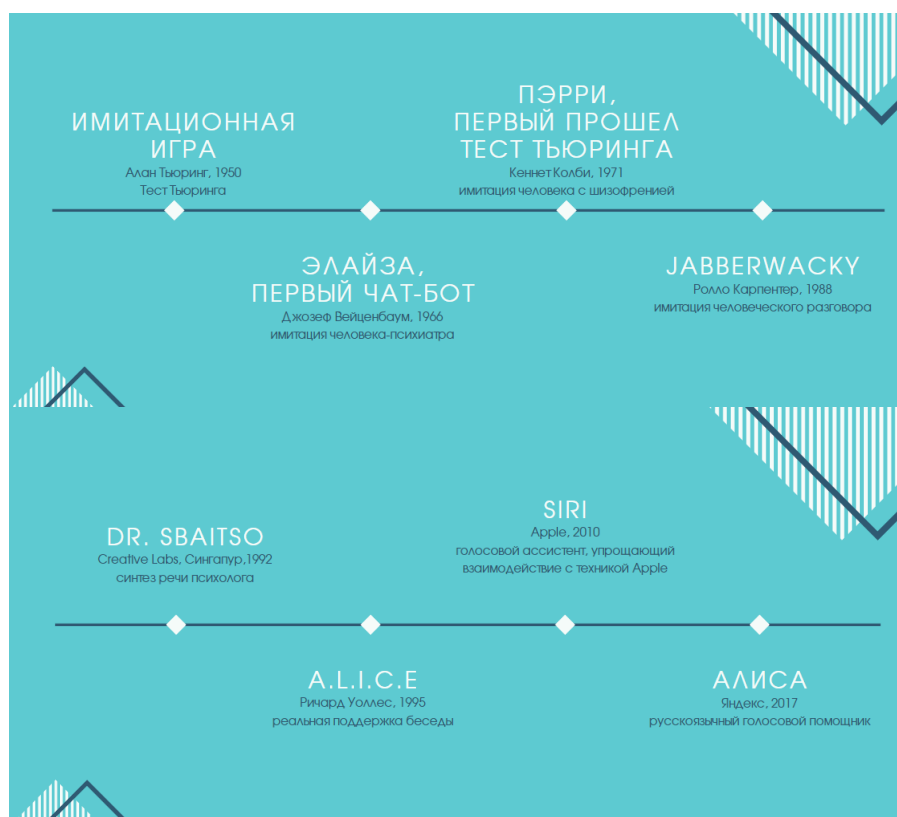 ИМИТАЦИОННАЯ
ИГРА
Алан Тьюринг, 1950
Тест Тьюринга
ПЭРРИ,
ПЕРВЫЙ ПРОШЕЛ
ТЕСТ ТЬЮРИНГА
Кеннет Колби, 1971
имитация человека с шизофренией
ЭЛАЙЗА,
ПЕРВЫЙ ЧАТ-БОТ
Джозеф Вейценбаум, 1966
имитация человека-психиатра
JABBERWACKY
Ролло Карпентер, 1988
имитация человеческого разговора
DR. SBAITSO
Creative Labs, Сингапур,1992
синтез речи психолога
SIRI
Apple, 2010
голосовой ассистент, упрощающий
взаимодействие с техникой Apple
A.L.I.C.E
Ричард Уоллес, 1995
реальная поддержка беседы
АЛИСА
Яндекс, 2017
русскоязычный голосовой помощник